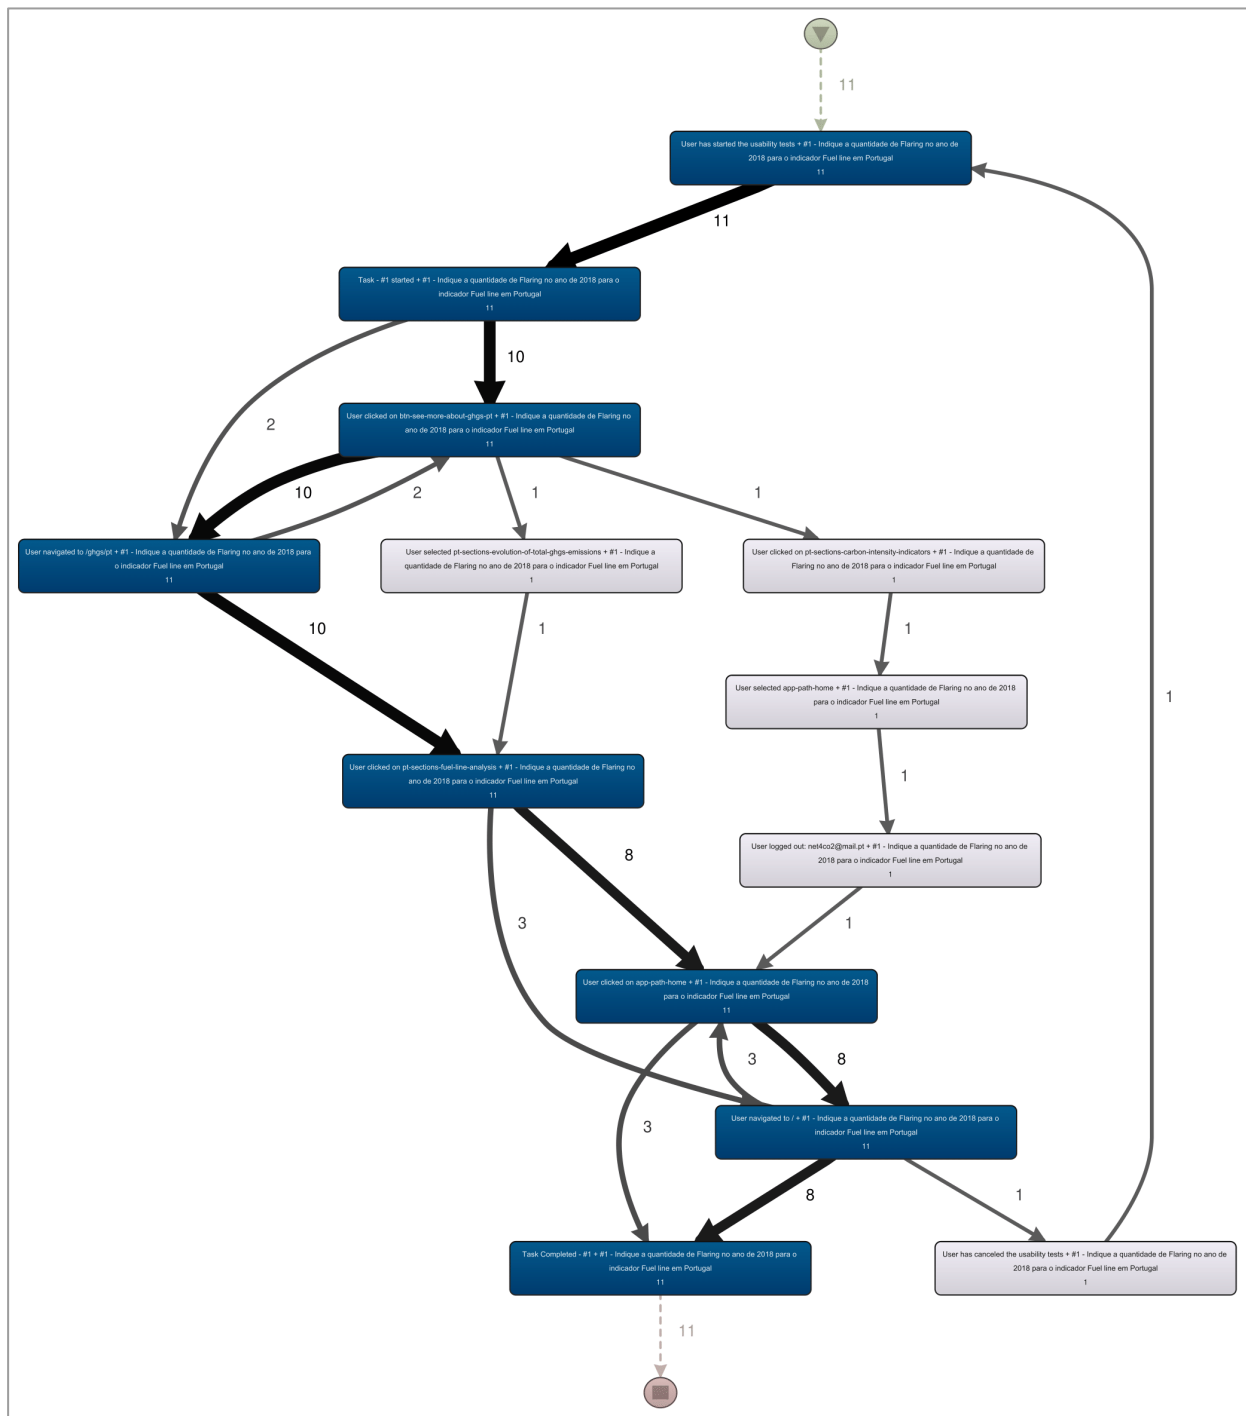 11
User has started the usability tests + #1 - Indique a quantidade de Flaring no ano de
2018 para o indicador Fuel line em Portugal
11
11
Task - #1 started + #1 - Indique a quantidade de Flaring no ano de 2018 para o
indicador Fuel line em Portugal
11
10
2
User clicked on btn-see-more-about-ghgs-pt + #1 - Indique a quantidade de Flaring no
ano de 2018 para o indicador Fuel line em Portugal
11
10
2
1
1
User navigated to /ghgs/pt + #1 - Indique a quantidade de Flaring no ano de 2018 para
o indicador Fuel line em Portugal
11
User selected pt-sections-evolution-of-total-ghgs-emissions + #1 - Indique a
quantidade de Flaring no ano de 2018 para o indicador Fuel line em Portugal
1
User clicked on pt-sections-carbon-intensity-indicators + #1 - Indique a quantidade de
Flaring no ano de 2018 para o indicador Fuel line em Portugal
1
10
1
1
User selected app-path-home + #1 - Indique a quantidade de Flaring no ano de 2018
para o indicador Fuel line em Portugal
1
1
User clicked on pt-sections-fuel-line-analysis + #1 - Indique a quantidade de Flaring no
ano de 2018 para o indicador Fuel line em Portugal
11
1
User logged out: net4co2@mail.pt + #1 - Indique a quantidade de Flaring no ano de
2018 para o indicador Fuel line em Portugal
1
8
3
1
User clicked on app-path-home + #1 - Indique a quantidade de Flaring no ano de 2018
para o indicador Fuel line em Portugal
11
3
8
3
User navigated to / + #1 - Indique a quantidade de Flaring no ano de 2018 para o
indicador Fuel line em Portugal
11
8
1
Task Completed - #1 + #1 - Indique a quantidade de Flaring no ano de 2018 para o
indicador Fuel line em Portugal
11
User has canceled the usability tests + #1 - Indique a quantidade de Flaring no ano de
2018 para o indicador Fuel line em Portugal
1
11